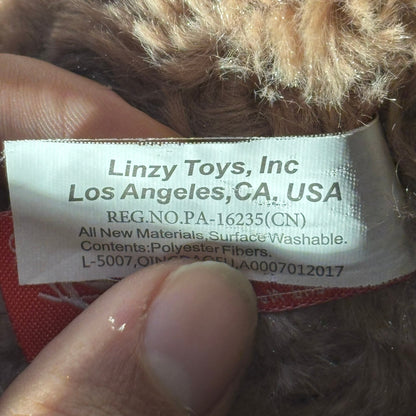 Linzy Toys, Inc
Los Angeles,CA, USA
REG.NO.PA-16235(CN)
All New Materials,Surface Washable.
Contents:Polyester Fibers.
L-5007, A0007012017